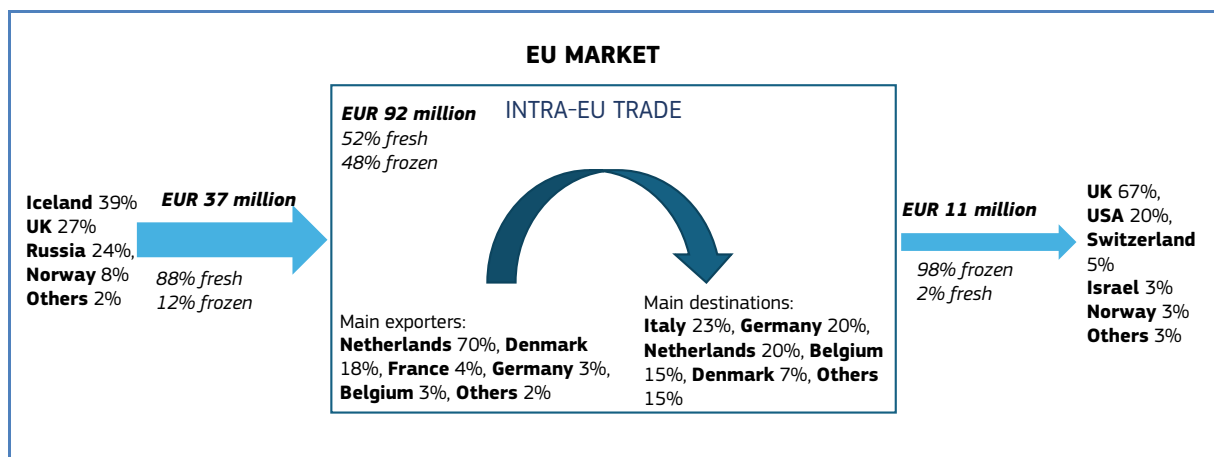 EU MARKET
EUR 92 million
INTRA-EU TRADE
52% fresh
48% frozen
Iceland 39%
UK 27%
Russia 24%,
Norway 8%
Others 2%
EUR 37 million
88% fresh
12% frozen
Main exporters:
Netherlands 70%, Denmark
18%, France 4%, Germany 3%,
Belgium 3%, Others 2%
Main destinations:
Italy 23%, Germany 20%,
Netherlands 20%, Belgium
15%, Denmark 7%, Others
15%
EUR 11 million
98% frozen
2% fresh
UK 67%,
USA 20%,
Switzerland
5%
Israel 3%
Norway 3%
Others 3%